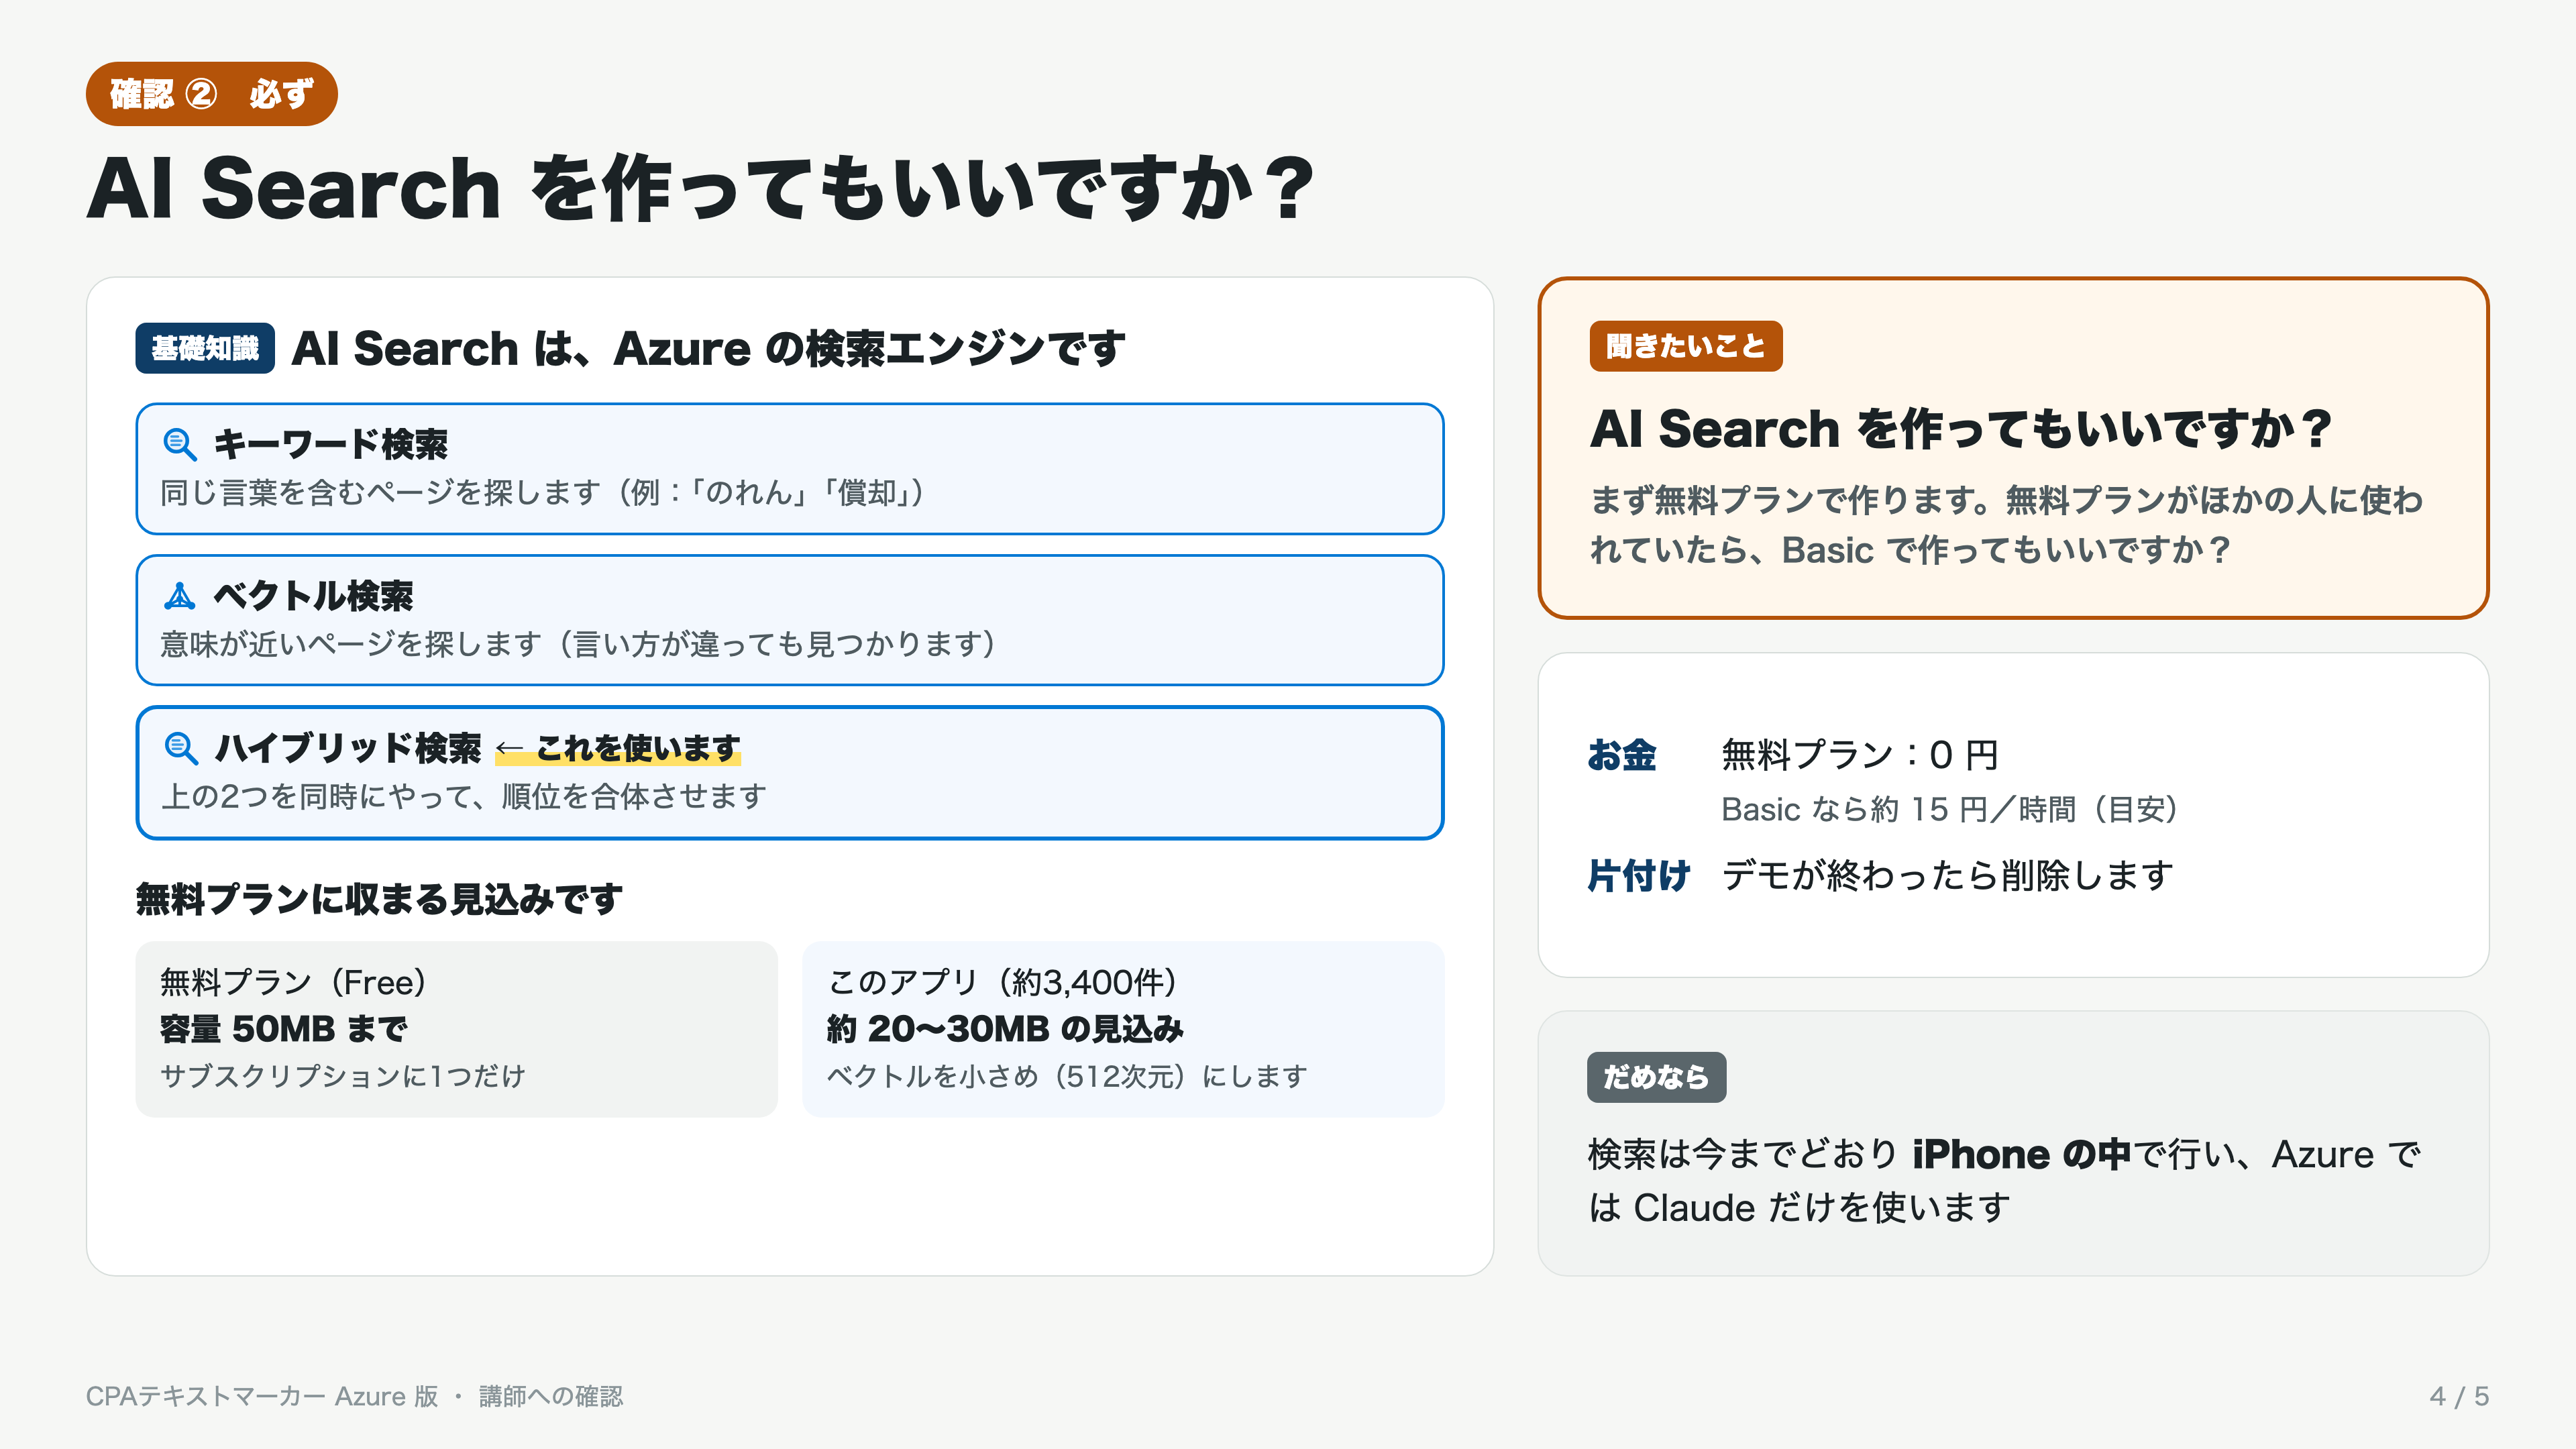 確認 ② 必ず
AI Search を作ってもいいですか？
基礎知識 AI Search は、Azure の検索エンジンです
キーワード検索
同じ言葉を含むページを探します（例：「のれん」「償却」）
ベクトル検索
意味が近いページを探します（言い方が違っても見つかります）
ハイブリッド検索 ← これを使います
上の2つを同時にやって、順位を合体させます
無料プランに収まる見込みです
無料プラン（Free）
容量 50MB まで
サブスクリプションに1つだけ
このアプリ（約3,400件）
約 20〜30MB の見込み
ベクトルを小さめ（512次元）にします
聞きたいこと
AI Search を作ってもいいですか？
まず無料プランで作ります。無料プランがほかの人に使わ
れていたら、Basic で作ってもいいですか？
お金 無料プラン：0 円
Basic なら約 15 円／時間（目安）
片付け デモが終わったら削除します
だめなら
検索は今までどおり iPhone の中で行い、Azure で
は Claude だけを使います
CPAテキストマーカー Azure 版 ・ 講師への確認
4 / 5